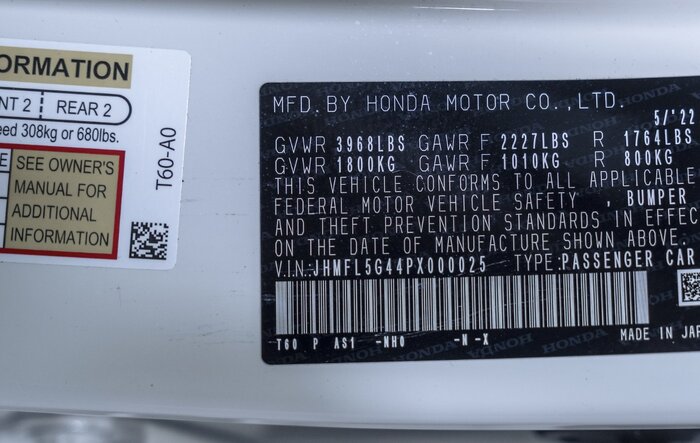 ORMATION
NT 2 REAR 2
eed 308kg or 680lbs.
E SEE OWNER'S
MANUAL FOR
ADDITIONAL
INFORMATION
T60-A0
MFD. BY HONDA MOTOR CO., LTD.
5/'22
GVWR 3968LBS GAWR F 2227LBS R 1764LBS
GVWR 1800KG GAWR F 1010KG R 800KG
THIS VEHICLE CONFORMS TO ALL APPLICABLE
FEDERAL MOTOR VEHICLE SAFETY , BUMPER
AND THEFT PREVENTION STANDARDS IN EFFEC
ON THE DATE OF MANUFACTURE SHOWN ABOVE.
V.I.N.:JHMFL5G44PX000025 TYPE:PASSENGER CAR
T60 P AS1 -NH0 -N -X
MADE IN JAP